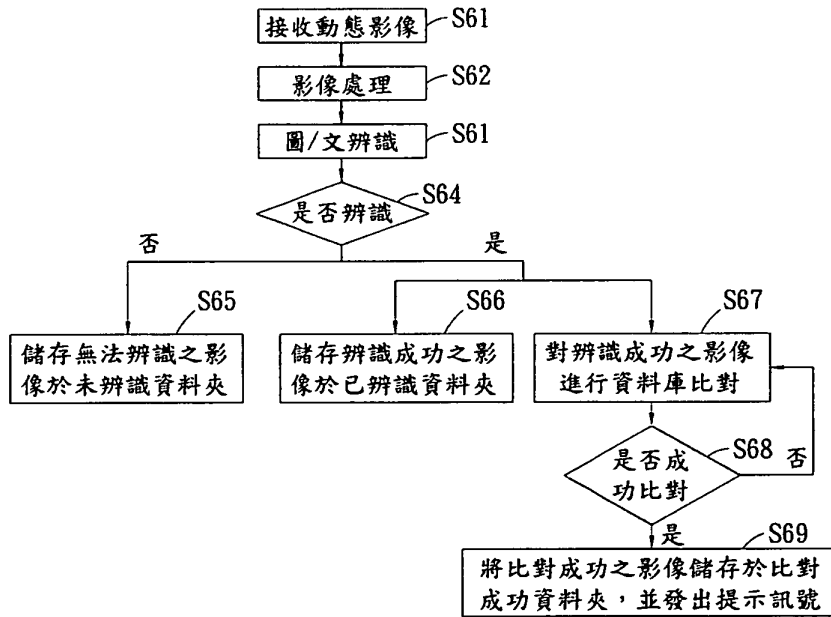 接收動態影像
S61
影像處理
S62
圖/文辨識
S61
是否辨識
S64
否
是
S65
儲存無法辨識之影
像於未辨識資料夾
S66
儲存辨識成功之影
像於已辨識資料夾
S67
對辨識成功之影像
進行資料庫比對
S68
是否成
功比對
否
是
S69
將比對成功之影像儲存於比對
成功資料夾，並發出提示訊號